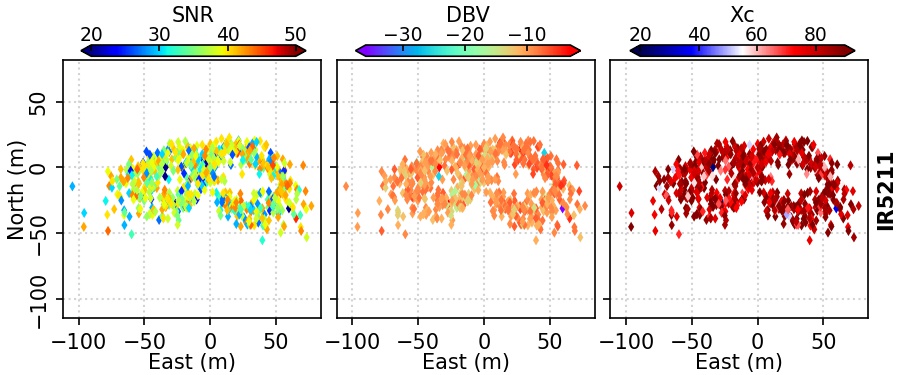 SNR DBV Xc
20 30 40 50 −30 −20 −10 20 40 60 80
50
0
−50
−100
North (m)
IR5211
−100 −50 0 50 −100 −50 0 50 −100 −50 0 50
East (m) East (m) East (m)